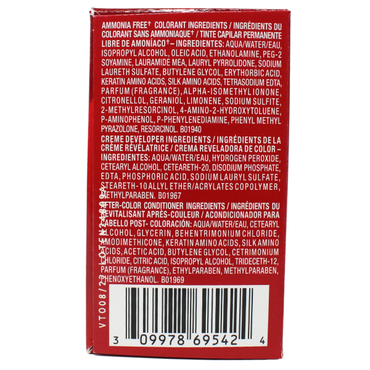 AMMONIA FREE† COLORANT INGREDIENTS / INGRÉDIENTS DU
COLORANT SANS AMMONIAQUE† / TINTE CAPILAR PERMANENTE
LIBRE DE AMONÍACO† – INGREDIENTES: AQUA/WATER/EAU,
ISOPROPYL ALCOHOL, OLEIC ACID, ETHANOLAMINE, PEG-2
SOYAMINE, LAURAMIDE MEA, LAURYL PYRROLIDONE, SODIUM
LAURETH SULFATE, BUTYLENE GLYCOL, ERYTHORBIC ACID,
KERATIN AMINO ACIDS, SILK AMINO ACIDS, TETRASODIUM EDTA,
PARFUM (FRAGRANCE), ALPHA-ISOMETHYL IONONE,
CITRONELLOL, GERANIOL, LIMONENE, SODIUM SULFITE,
2-METHYLRESORCINOL, 4-AMINO-2-HYDROXYTOLUENE,
P-AMINOPHENOL, P-PHENYLENEDIAMINE, PHENYL METHYL
PYRAZOLONE, RESORCINOL. B01940
CREME DEVELOPER INGREDIENTS / INGRÉDIENTS DE LA
CRÈME RÉVÉLATRICE / CREMA REVELADORA DE COLOR –
INGREDIENTES: AQUA/WATER/EAU, HYDROGEN PEROXIDE,
CETEARYL ALCOHOL, CETEARETH-20, DISODIUM PHOSPHATE,
EDTA, PHOSPHORIC ACID, SODIUM LAURYL SULFATE,
STEARETH-10 ALLYL ETHER/ACRYLATES COPOLYMER,
METHYLPARABEN. B01967
AFTER-COLOR CONDITIONER INGREDIENTS / INGRÉDIENTS DU
REVITALISANT APRÈS-COULEUR / ACONDICIONADOR PARA
CABELLO POST- COLORACIÓN: AQUA/WATER/EAU, CETEARYL
ALCOHOL, GLYCERIN, BEHENTRIMONIUM CHLORIDE,
AMODIMETHICONE, KERATIN AMINO ACIDS, SILK AMINO
ACIDS, ACETIC ACID, BUTYLENE GLYCOL, CETRIMONIUM
CHLORIDE, CITRIC ACID, ISOPROPYL ALCOHOL, TRIDECETH-12,
PARFUM (FRAGRANCE), ETHYLPARABEN, METHYLPARABEN,
PHENOXYETHANOL. B01969
3 09978 69542 4